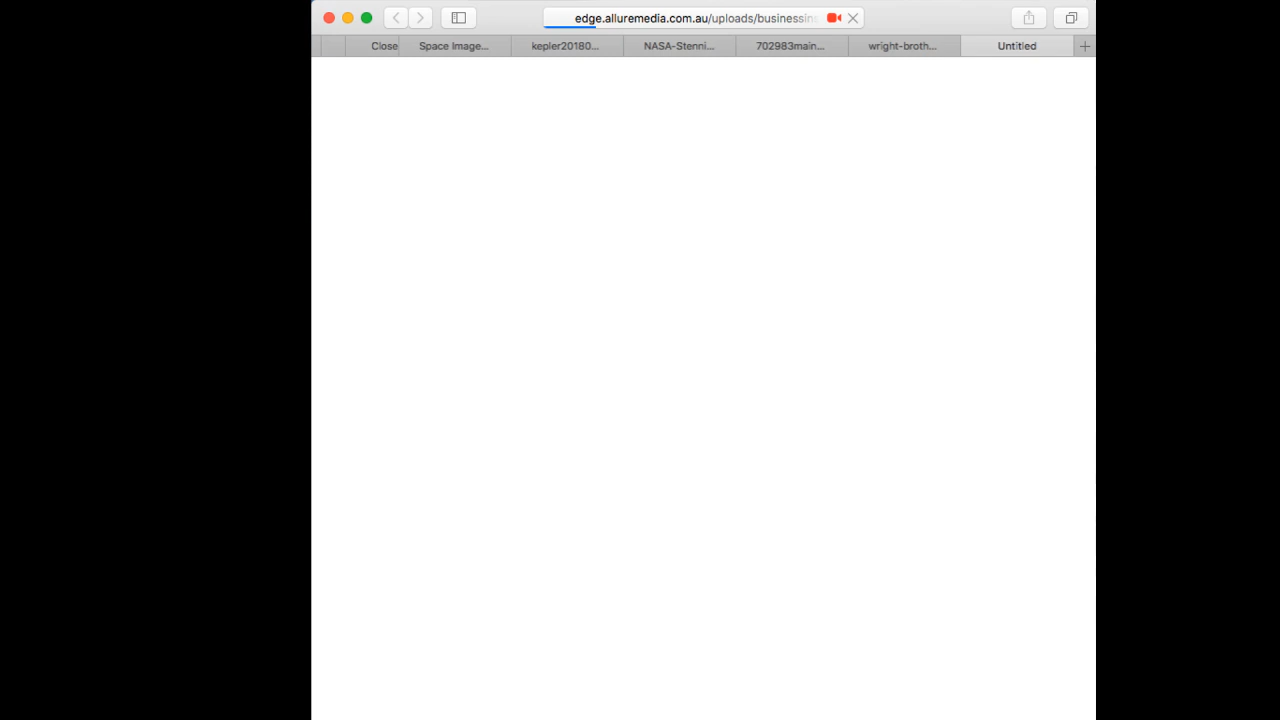 edge.alluremedia.com.au/uploads/businessins
Close
Space Image...
kepler20180...
NASA-Stenni...
702983main...
wright-broth...
Untitled